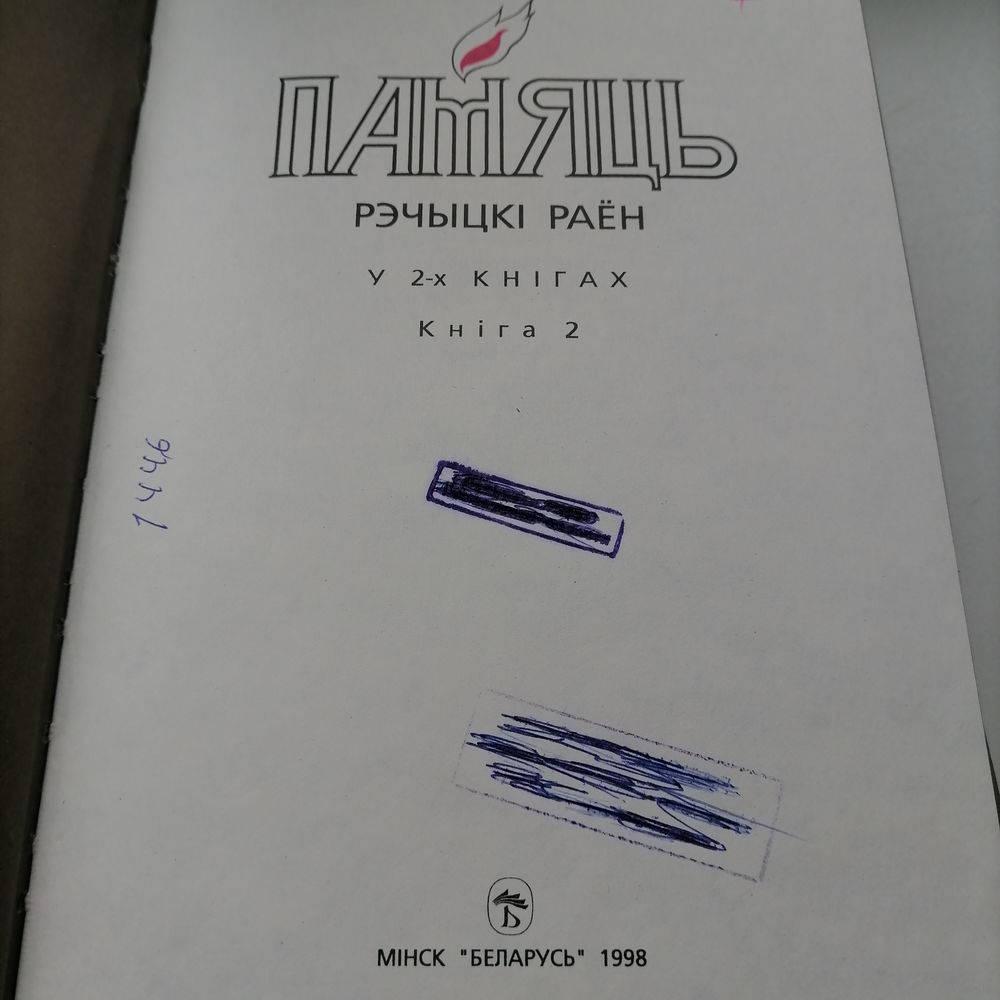 ПАМЯЦЬ
РЭЧЫЦКІ РАЁН
У 2-х КНІГАХ
Кніга 2
1446
Б
МІНСК "БЕЛАРУСЬ" 1998